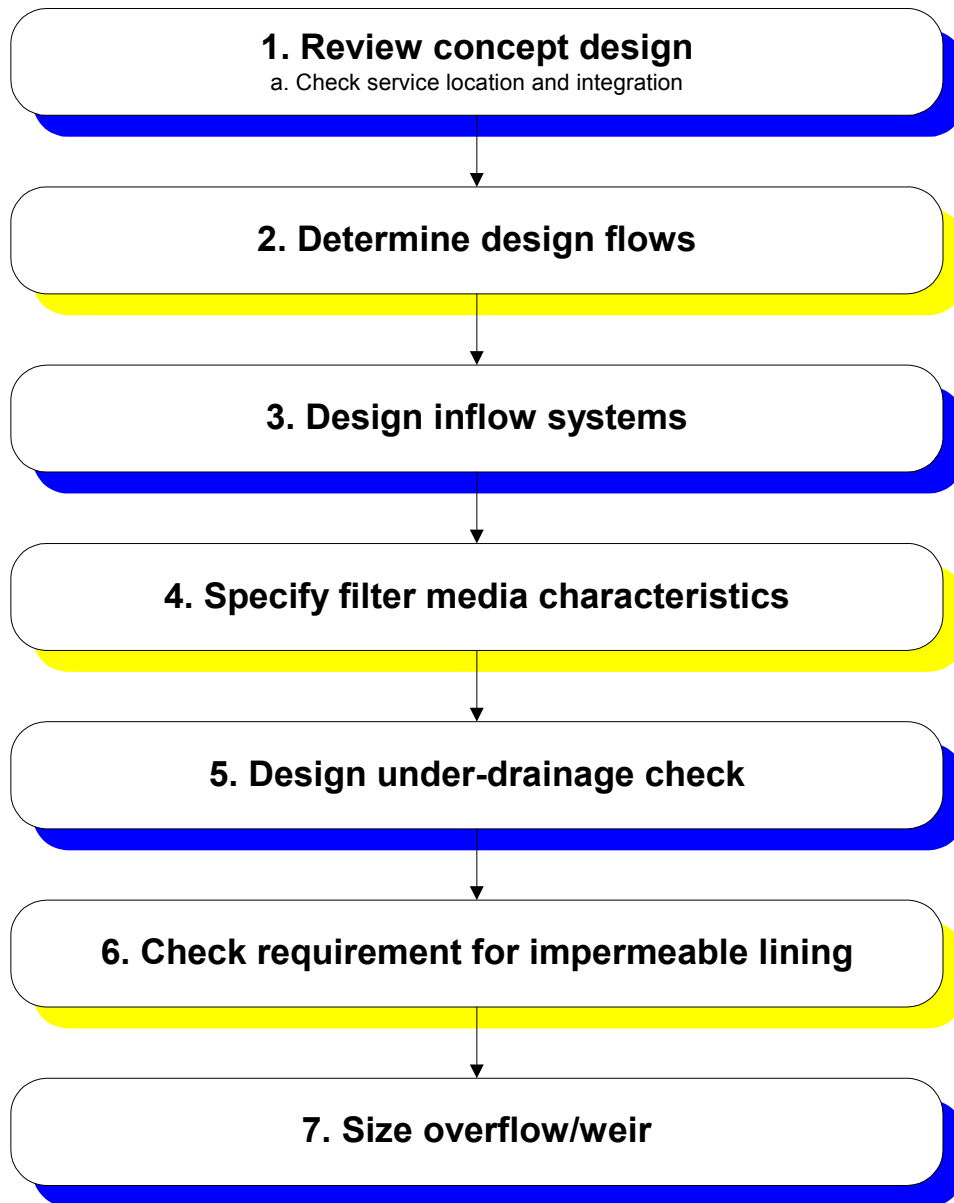 1. Review concept design
a. Check service location and integration
2. Determine design flows
3. Design inflow systems
4. Specify filter media characteristics
5. Design under-drainage check
6. Check requirement for impermeable lining
7. Size overflow/weir